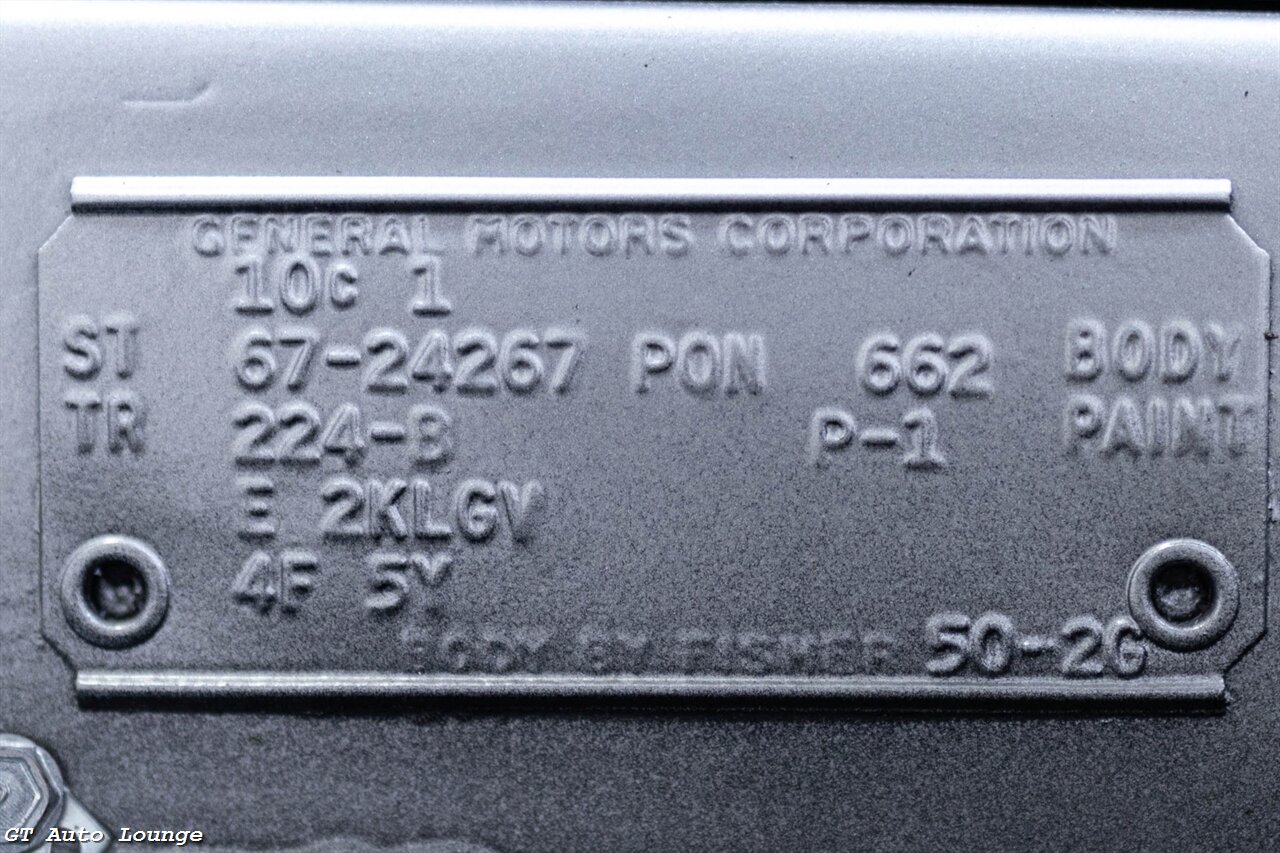 GENERAL MOTORS CORPORATION
10C 1
ST 67-24267 PON 662 BODY
TR 224-B P-1 PAINT
E 2KLGV
4F 5Y
BODY BY FISHER 50-2G
GT Auto Lounge